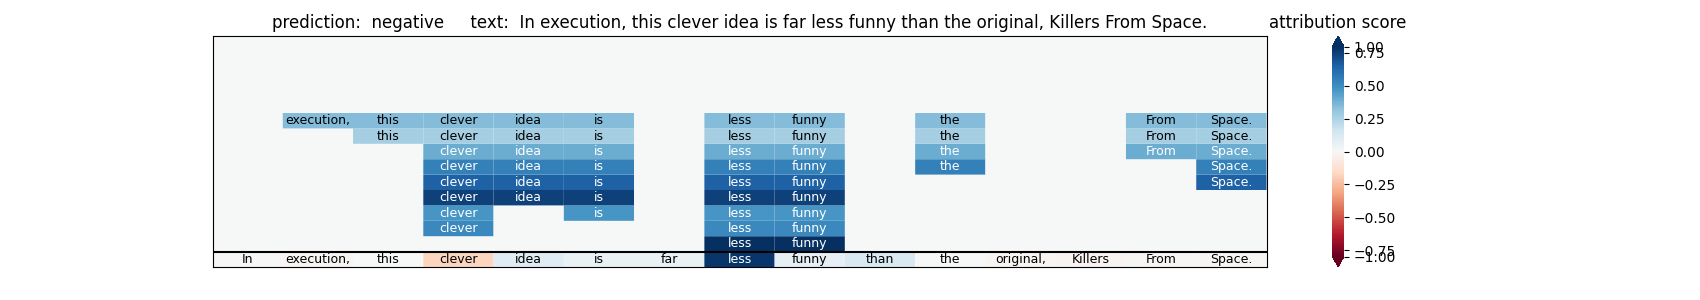 prediction: negative text: In execution, this clever idea is far less funny than the original, Killers From Space. attribution score
execution, this clever idea is less funny the From Space.
this clever idea is less funny the From Space.
clever idea is less funny the From Space.
clever idea is less funny the Space.
clever idea is less funny Space.
clever idea is less funny
clever is less funny
clever less funny
less funny
In execution, this clever idea is far less funny than the original, Killers From Space.
1.00
0.75
0.50
0.25
0.00
−0.25
−0.50
−0.75
−1.00